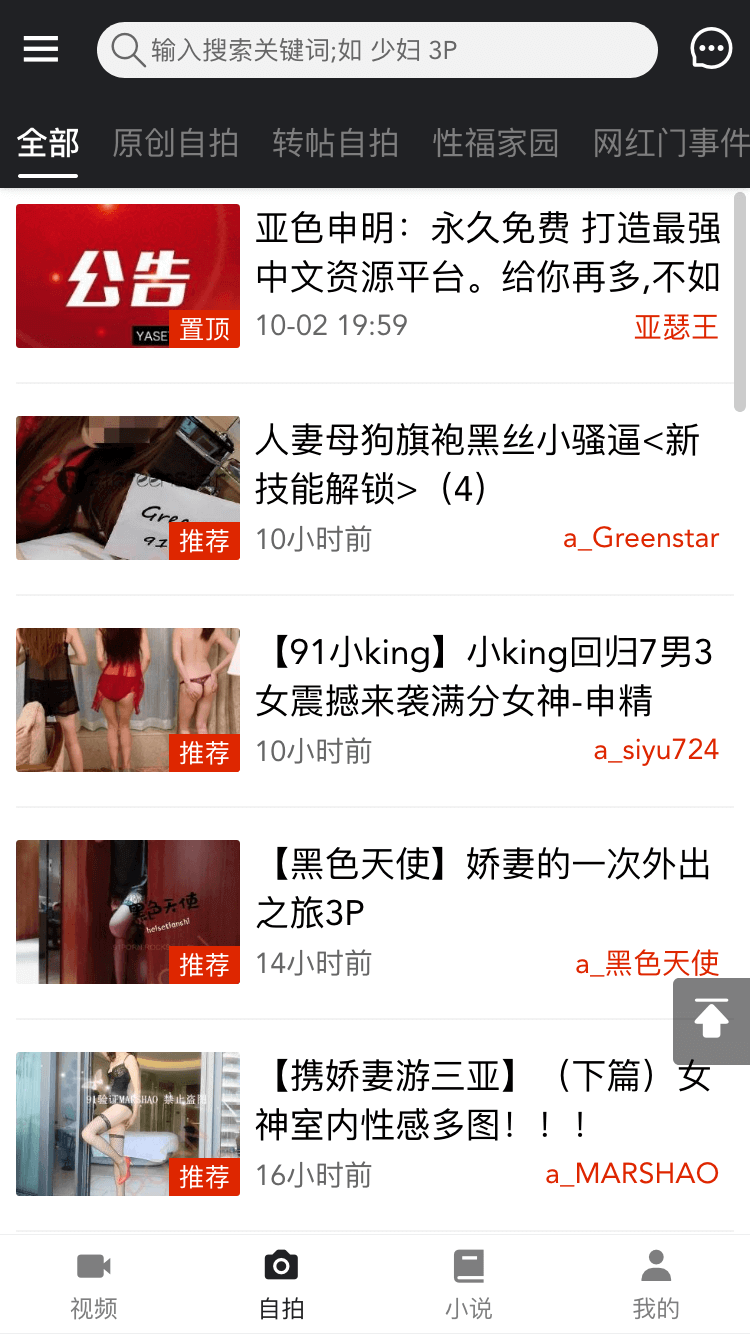 输入搜索关键词;如 少妇 3P
全部 原创自拍 转帖自拍 性福家园 网红门事件
公告
YASE
置顶
亚色申明：永久免费 打造最强
中文资源平台。给你再多,不如
10-02 19:59
亚瑟王
人妻母狗旗袍黑丝小骚逼<新
技能解锁>（4）
91
推荐
10小时前
a_Greenstar
【91小king】小king回归7男3
女震撼来袭满分女神-申精
推荐
10小时前
a_siyu724
【黑色天使】娇妻的一次外出
之旅3P
黑色天使
heisetianshi
推荐
14小时前
a_黑色天使
【携娇妻游三亚】（下篇）女
神室内性感多图！！！
91验证MARSHAO 禁止盗图
推荐
16小时前
a_MARSHAO
视频 自拍 小说 我的